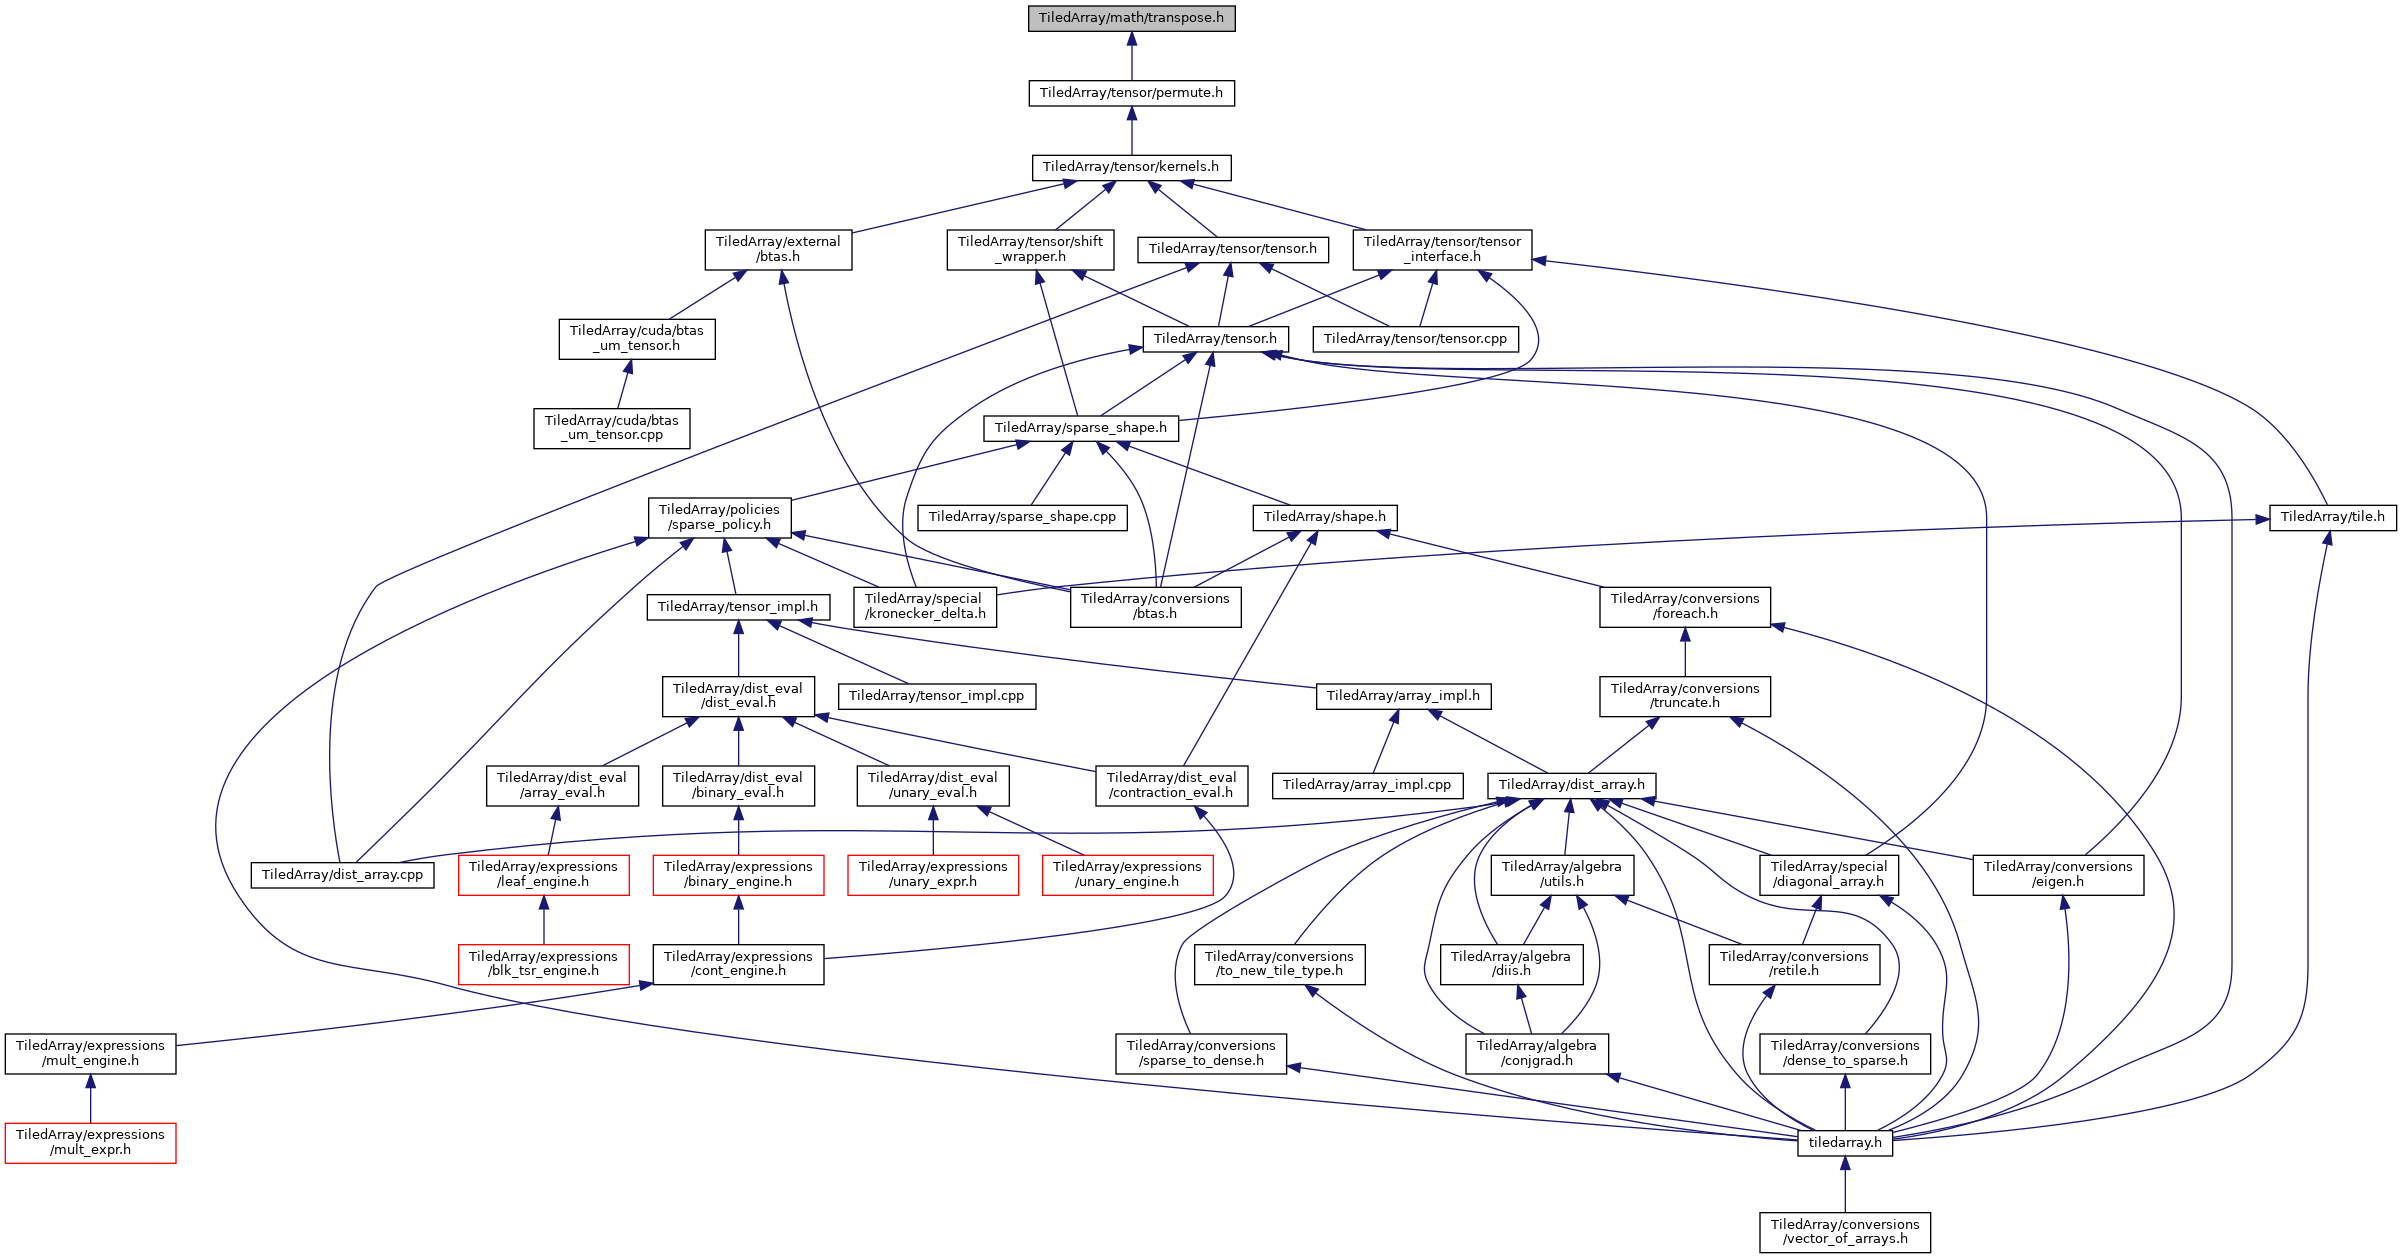 TiledArray/math/transpose.h
TiledArray/tensor/permute.h
TiledArray/tensor/kernels.h
TiledArray/external
/btas.h
TiledArray/tensor/shift
_wrapper.h
TiledArray/tensor/tensor.h
TiledArray/tensor/tensor
_interface.h
TiledArray/cuda/btas
_um_tensor.h
TiledArray/tensor.h
TiledArray/tensor/tensor.cpp
TiledArray/cuda/btas
_um_tensor.cpp
TiledArray/sparse_shape.h
TiledArray/policies
/sparse_policy.h
TiledArray/sparse_shape.cpp
TiledArray/shape.h
TiledArray/tile.h
TiledArray/tensor_impl.h
TiledArray/special
/kronecker_delta.h
TiledArray/conversions
/btas.h
TiledArray/conversions
/foreach.h
TiledArray/dist_eval
/dist_eval.h
TiledArray/tensor_impl.cpp
TiledArray/array_impl.h
TiledArray/conversions
/truncate.h
TiledArray/dist_eval
/array_eval.h
TiledArray/dist_eval
/binary_eval.h
TiledArray/dist_eval
/unary_eval.h
TiledArray/dist_eval
/contraction_eval.h
TiledArray/array_impl.cpp
TiledArray/dist_array.h
TiledArray/dist_array.cpp
TiledArray/expressions
/leaf_engine.h
TiledArray/expressions
/binary_engine.h
TiledArray/expressions
/unary_expr.h
TiledArray/expressions
/unary_engine.h
TiledArray/algebra
/utils.h
TiledArray/special
/diagonal_array.h
TiledArray/conversions
/eigen.h
TiledArray/expressions
/blk_tsr_engine.h
TiledArray/expressions
/cont_engine.h
TiledArray/conversions
/to_new_tile_type.h
TiledArray/algebra
/diis.h
TiledArray/conversions
/retile.h
TiledArray/expressions
/mult_engine.h
TiledArray/conversions
/sparse_to_dense.h
TiledArray/algebra
/conjgrad.h
TiledArray/conversions
/dense_to_sparse.h
TiledArray/expressions
/mult_expr.h
tiledarray.h
TiledArray/conversions
/vector_of_arrays.h